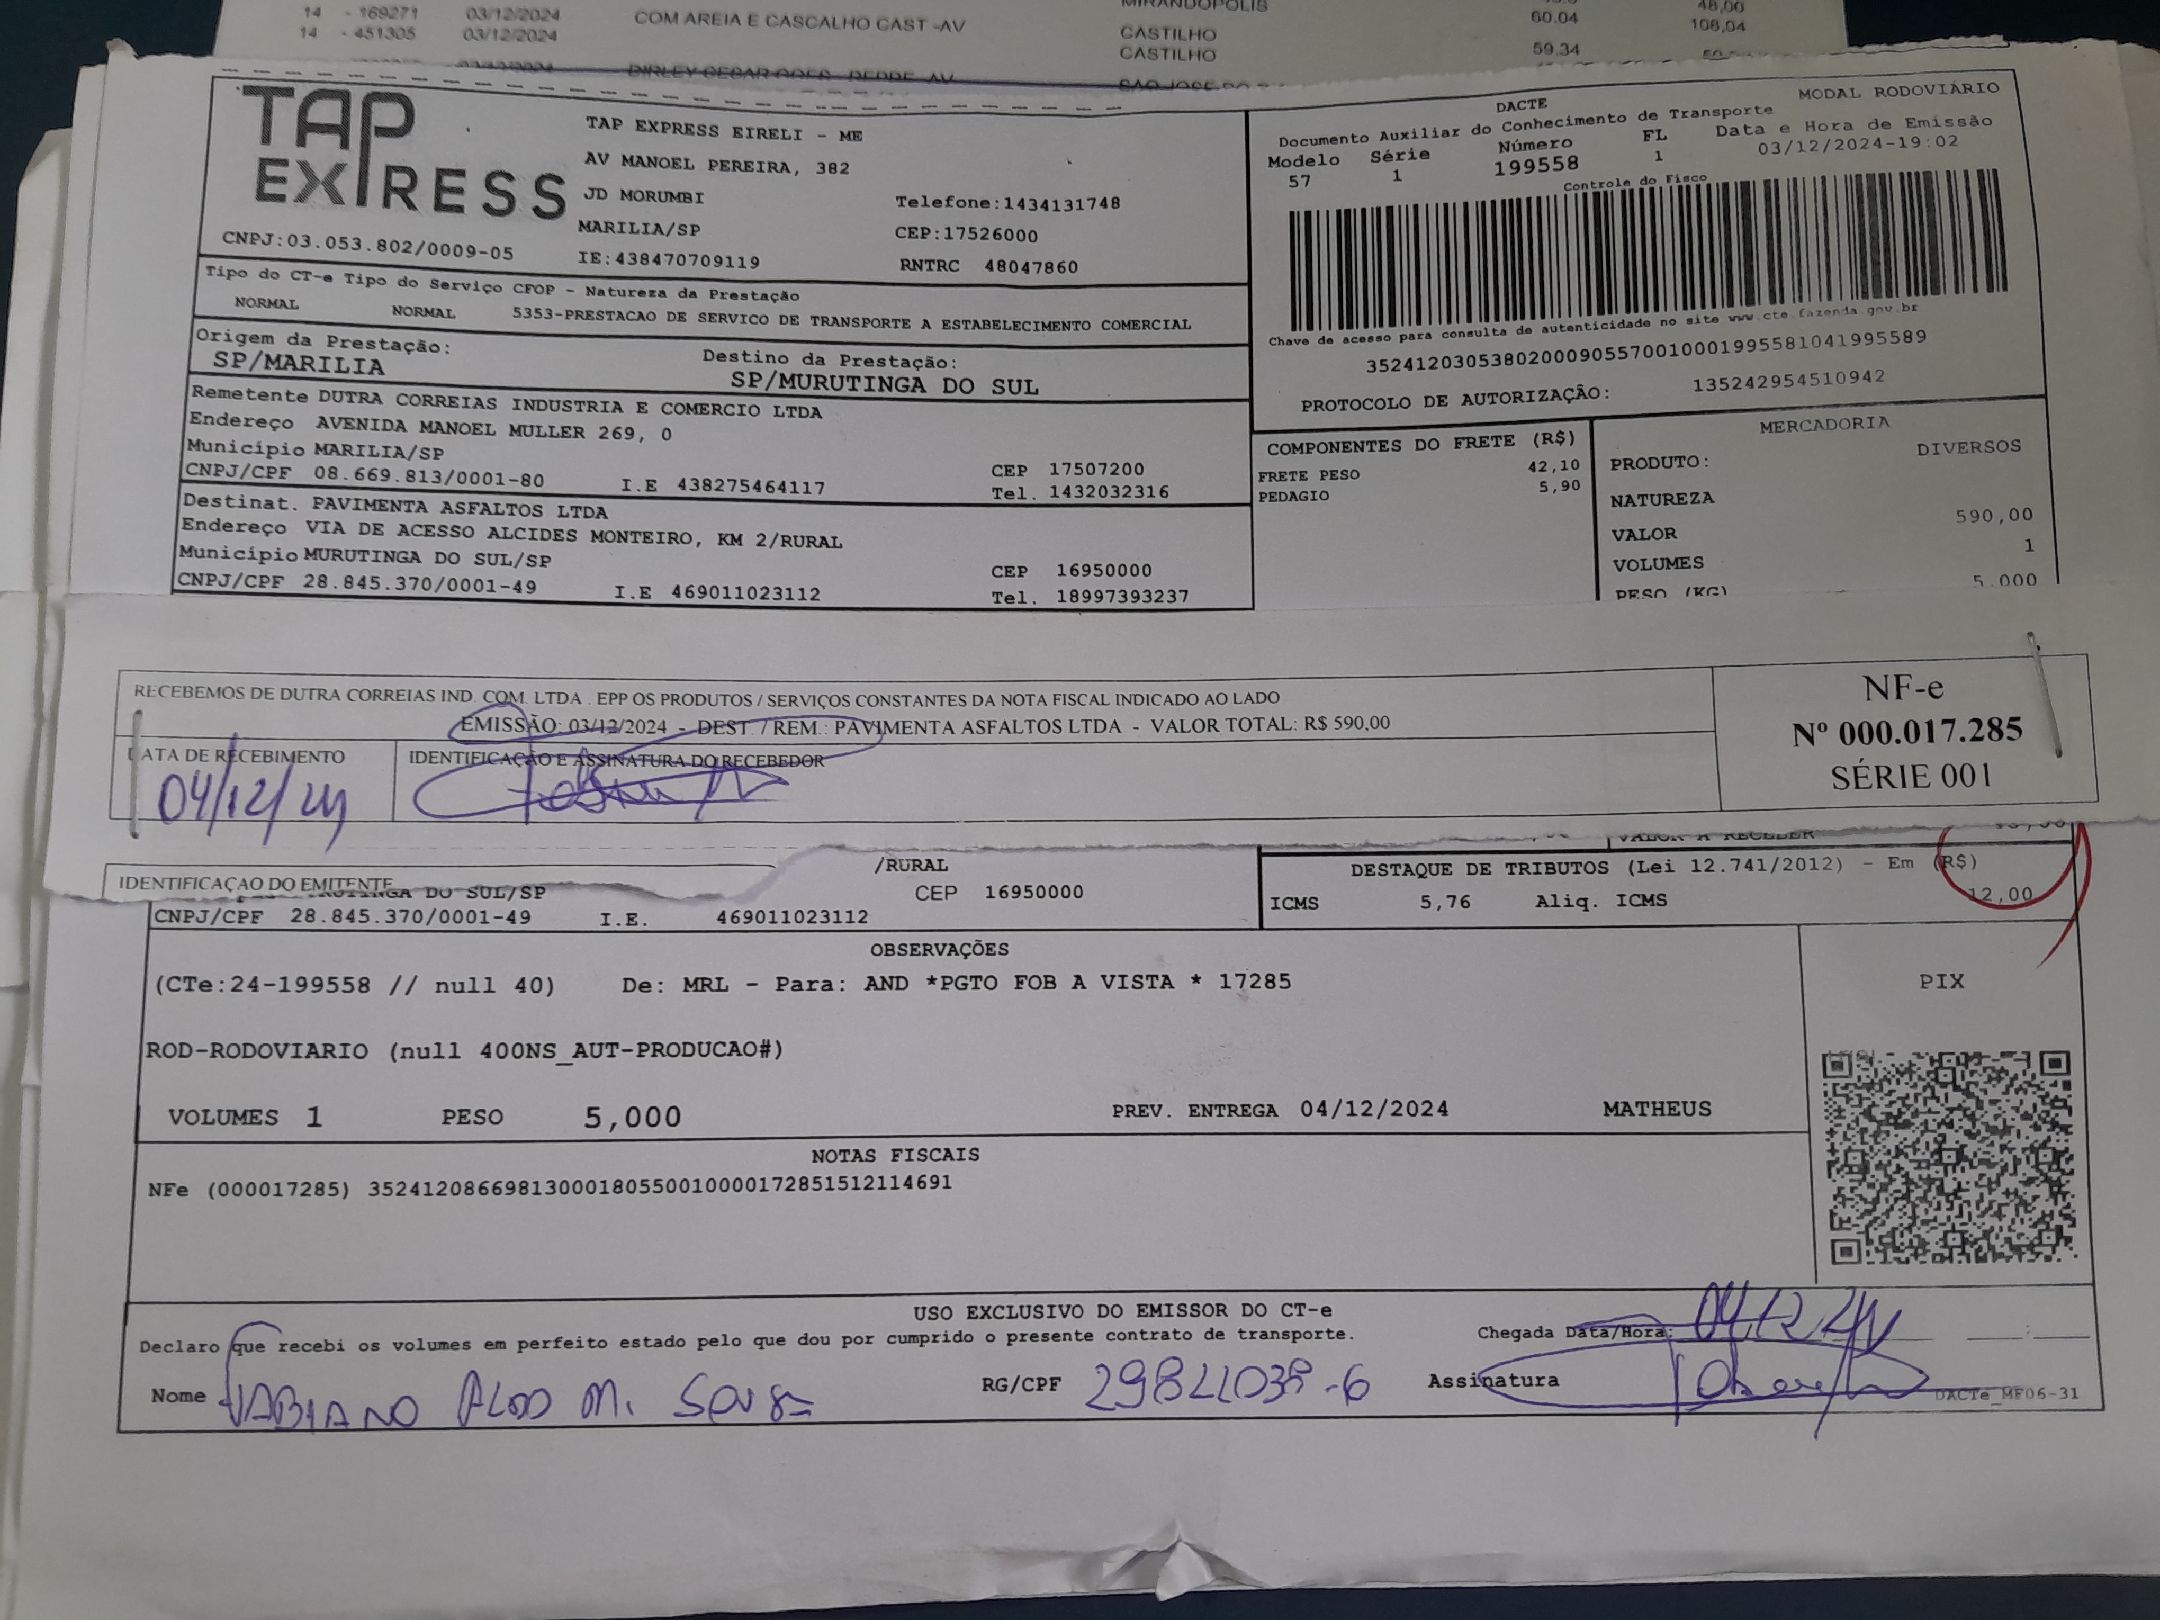 MIRANDOPOLIS
48,00
14 - 169271 03/12/2024 COM AREIA E CASCALHO CAST -AV CASTILHO 60.04 108,04
14 - 451305 03/12/2024 CASTILHO 59.34
DIRLEY CESAR GOES
TAP EXPRESS
TAP EXPRESS EIRELI - ME
AV MANOEL PEREIRA, 382
JD MORUMBI Telefone:1434131748
MARILIA/SP CEP:17526000
CNPJ:03.053.802/0009-05 IE:438470709119 RNTRC 48047860
DACTE MODAL RODOVIÁRIO
Documento Auxiliar do Conhecimento de Transporte
Modelo Série Número FL Data e Hora de Emissão
57 1 199558 1 03/12/2024-19:02
Controle do Fisco
Chave de acesso para consulta de autenticidade no site www.cte.fazenda.gov.br
35241203053802000905570010001995581041995589
PROTOCOLO DE AUTORIZAÇÃO: 135242954510942
Tipo do CT-e Tipo do Serviço CFOP - Natureza da Prestação
NORMAL NORMAL 5353-PRESTACAO DE SERVICO DE TRANSPORTE A ESTABELECIMENTO COMERCIAL
Origem da Prestação: Destino da Prestação:
SP/MARILIA SP/MURUTINGA DO SUL
Remetente DUTRA CORREIAS INDUSTRIA E COMERCIO LTDA
Endereço AVENIDA MANOEL MULLER 269, 0
Município MARILIA/SP CEP 17507200
CNPJ/CPF 08.669.813/0001-80 I.E 438275464117 Tel. 1432032316
Destinat. PAVIMENTA ASFALTOS LTDA
Endereço VIA DE ACESSO ALCIDES MONTEIRO, KM 2/RURAL
Município MURUTINGA DO SUL/SP CEP 16950000
CNPJ/CPF 28.845.370/0001-49 I.E 469011023112 Tel. 18997393237
COMPONENTES DO FRETE (R$)
FRETE PESO 42,10
PEDAGIO 5,90
MERCADORIA
PRODUTO: DIVERSOS
NATUREZA
VALOR 590,00
VOLUMES 1
PESO (KG) 5.000
RECEBEMOS DE DUTRA CORREIAS IND. COM. LTDA . EPP OS PRODUTOS / SERVIÇOS CONSTANTES DA NOTA FISCAL INDICADO AO LADO
EMISSÃO: 03/12/2024 - DEST. / REM.: PAVIMENTA ASFALTOS LTDA - VALOR TOTAL: R$ 590,00
DATA DE RECEBIMENTO IDENTIFICAÇÃO E ASSINATURA DO RECEBEDOR
04/12/24
NF-e
Nº 000.017.285
SÉRIE 001
VALOR A RECEBER
IDENTIFICAÇÃO DO EMITENTE /RURAL
DO SUL/SP CEP 16950000
CNPJ/CPF 28.845.370/0001-49 I.E. 469011023112
DESTAQUE DE TRIBUTOS (Lei 12.741/2012) - Em (R$)
ICMS 5,76 Aliq. ICMS 12,00
OBSERVAÇÕES
(CTe:24-199558 // null 40) De: MRL - Para: AND *PGTO FOB A VISTA * 17285
PIX
ROD-RODOVIARIO (null 400NS_AUT-PRODUCAO#)
VOLUMES 1 PESO 5,000 PREV. ENTREGA 04/12/2024 MATHEUS
NOTAS FISCAIS
NFe (000017285) 35241208669813000180550010000172851512114691
USO EXCLUSIVO DO EMISSOR DO CT-e
Declaro que recebi os volumes em perfeito estado pelo que dou por cumprido o presente contrato de transporte. Chegada Data/Hora: 04/12/24
Nome FABIANO ALDO M. Souza RG/CPF Assinatura
DACTe_MF06-31